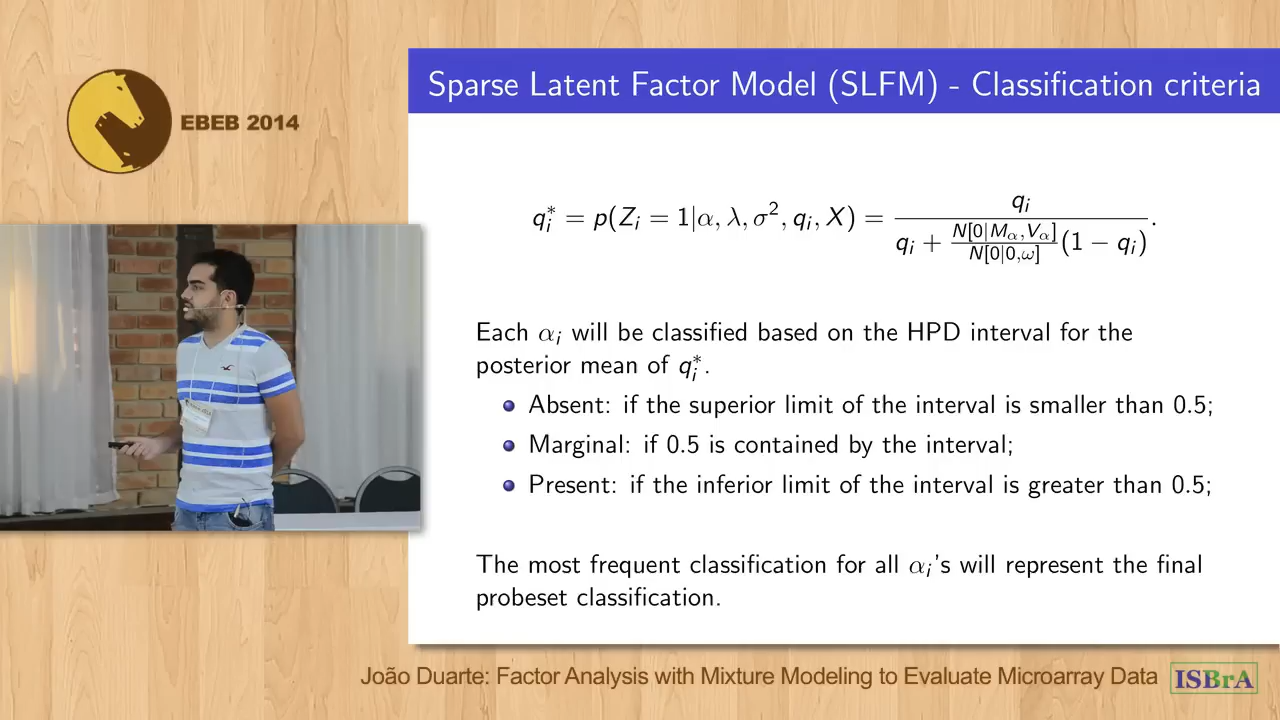 EBEB 2014
Sparse Latent Factor Model (SLFM) - Classification criteria
q_i^* = p(Z_i = 1|α, λ, σ², q_i, X) = \frac{q_i}{q_i + \frac{N[0|M_α,V_α]}{N[0|0,ω]}(1 − q_i)}.
Each α_i will be classified based on the HPD interval for the
posterior mean of q_i^*.
Absent: if the superior limit of the interval is smaller than 0.5;
Marginal: if 0.5 is contained by the interval;
Present: if the inferior limit of the interval is greater than 0.5;
The most frequent classification for all α_i's will represent the final
probeset classification.
João Duarte: Factor Analysis with Mixture Modeling to Evaluate Microarray Data
ISBrA